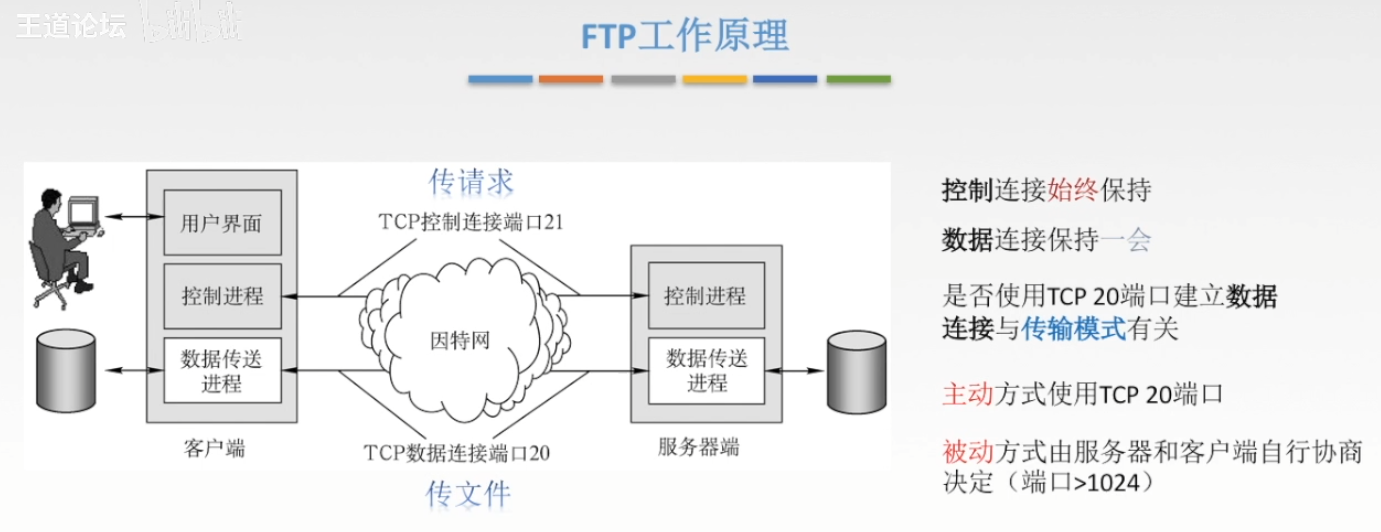 王道论坛 bilibili
FTP工作原理
传请求
TCP控制连接端口21
用户界面
控制进程
控制进程
因特网
数据传送
进程
数据传送
进程
客户端
TCP数据连接端口20
服务器端
传文件
控制连接始终保持
数据连接保持一会
是否使用TCP 20端口建立数据
连接与传输模式有关
主动方式使用TCP 20端口
被动方式由服务器和客户端自行协商
决定（端口>1024）